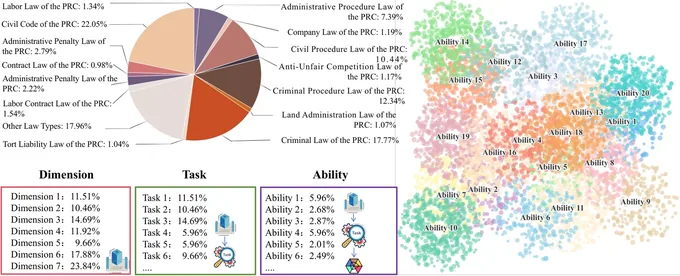 Labor Law of the PRC: 1.34%
Civil Code of the PRC: 22.05%
Administrative Penalty Law of
the PRC: 2.79%
Contract Law of the PRC: 0.98%
Administrative Penalty Law of
the PRC: 2.22%
Labor Contract Law of the PRC:
1.54%
Other Law Types: 17.96%
Tort Liability Law of the PRC: 1.04%
Administrative Procedure Law of
the PRC: 7.39%
Company Law of the PRC: 1.19%
Civil Procedure Law of the PRC:
10.44%
Anti-Unfair Competition Law of
the PRC: 1.17%
Criminal Procedure Law of the PRC:
12.34%
Land Administration Law of the
PRC: 1.07%
Criminal Law of the PRC: 17.77%
Dimension
Dimension 1: 11.51%
Dimension 2: 10.46%
Dimension 3: 14.69%
Dimension 4: 11.92%
Dimension 5: 9.66%
Dimension 6: 17.88%
Dimension 7: 23.84%
Task
Task 1: 11.51%
Task 2: 10.46%
Task 3: 14.69%
Task 4: 5.96%
Task 5: 5.96%
Task 6: 9.66%
....
Task
Ability
Ability 1: 5.96%
Ability 2: 2.68%
Ability 3: 2.87%
Ability 4: 5.96%
Ability 5: 2.01%
Ability 6: 2.49%
....
Task
Ability 14
Ability 17
Ability 12
Ability 3
Ability 15
Ability 20
Ability 13
Ability 1
Ability 18
Ability 19
Ability 4
Ability 16
Ability 5
Ability 8
Ability 7
Ability 2
Ability 9
Ability 11
Ability 6
Ability 10